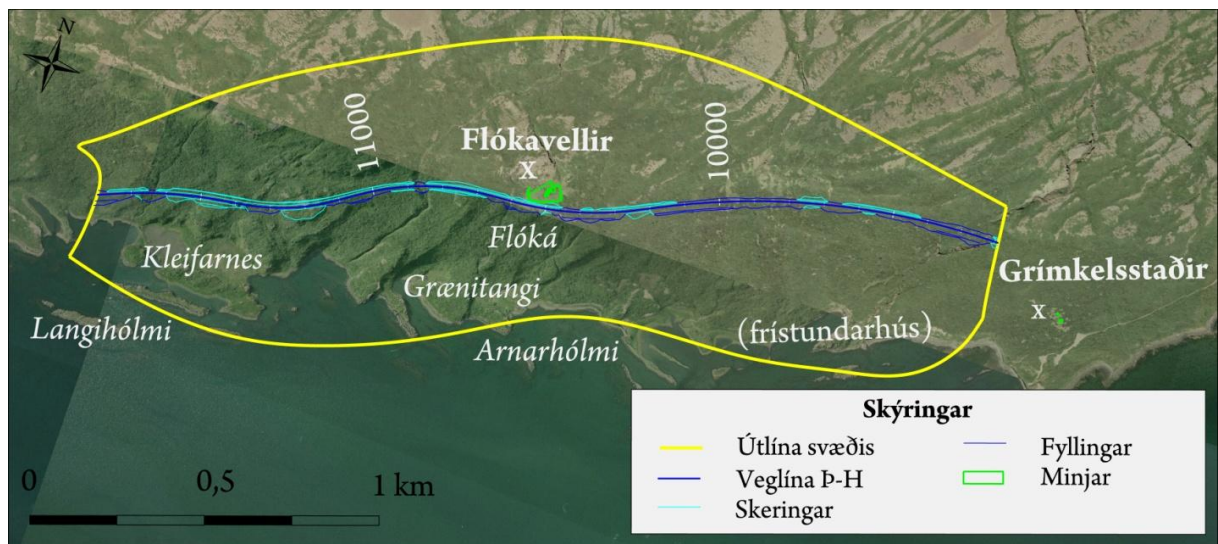 N
11000
10000
Flókavellir
x
Flóká
Kleifarnes
Grænitangi
Grímkelsstaðir
x
Langihólmi
Arnarhólmi
(frístundarhús)
Skýringar
Útlína svæðis
Veglína Þ-H
Skeringar
Fyllingar
Minjar
0
0,5
1 km